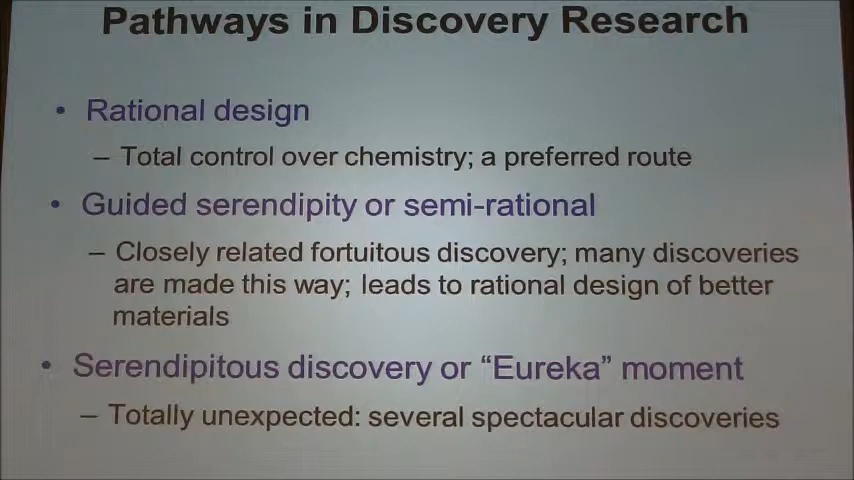 Pathways in Discovery Research
• Rational design
– Total control over chemistry; a preferred route
• Guided serendipity or semi-rational
– Closely related fortuitous discovery; many discoveries
are made this way; leads to rational design of better
materials
• Serendipitous discovery or “Eureka” moment
– Totally unexpected: several spectacular discoveries